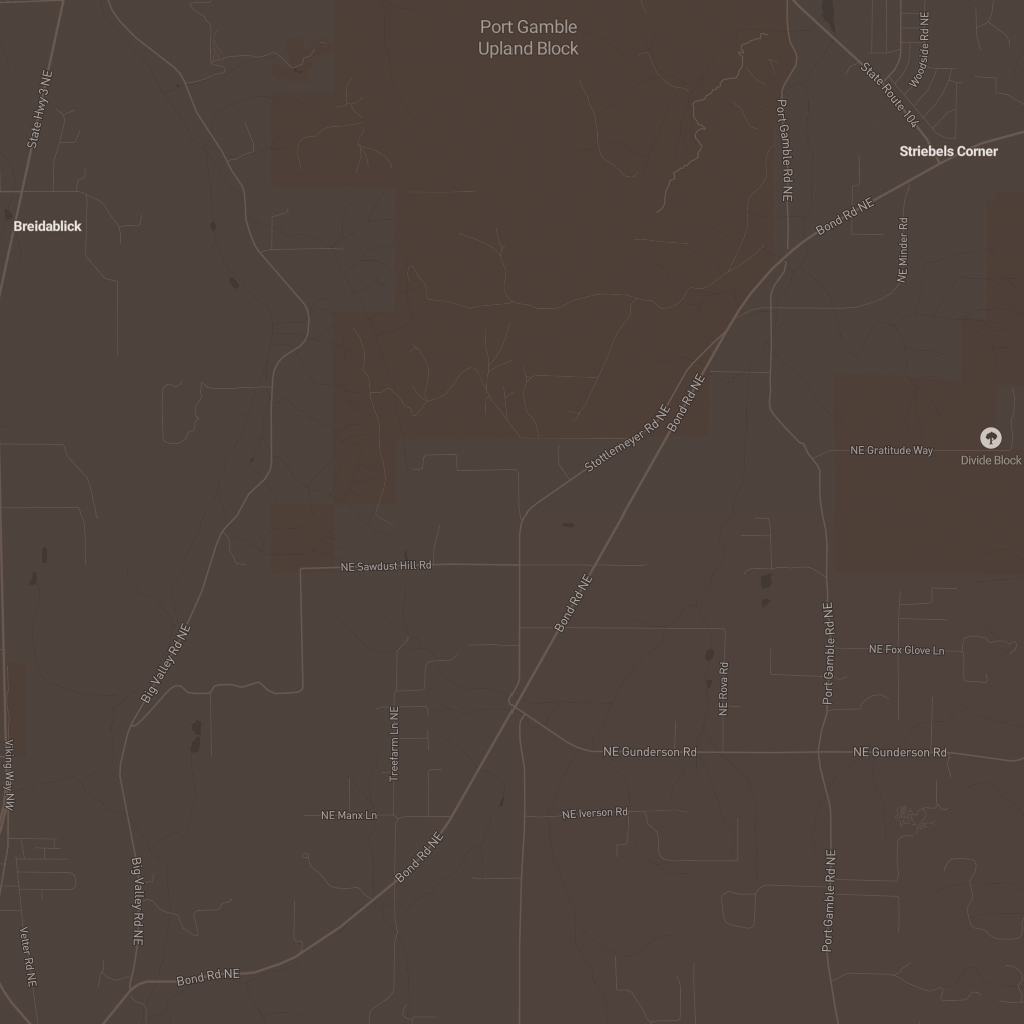 Port Gamble
Upland Block
Woodside Rd NE
State Hwy 3 NE
State Route 104
Port Gamble Rd NE
Striebels Corner
Breidablick
Bond Rd NE
NE Minder Rd
Bond Rd NE
Stottlemeyer Rd NE
NE Gratitude Way
Divide Block
NE Sawdust Hill Rd
Bond Rd NE
Big Valley Rd NE
Port Gamble Rd NE
NE Fox Glove Ln
NE Rova Rd
Treefarm Ln NE
NE Gunderson Rd
NE Gunderson Rd
Viking Way NW
NE Manx Ln
NE Iverson Rd
Bond Rd NE
Big Valley Rd NE
Port Gamble Rd NE
Vetter Rd NE
Bond Rd NE